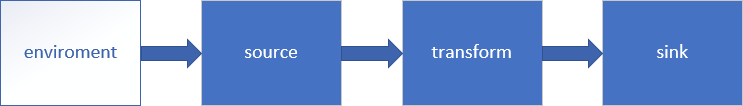 enviroment
source
transform
sink